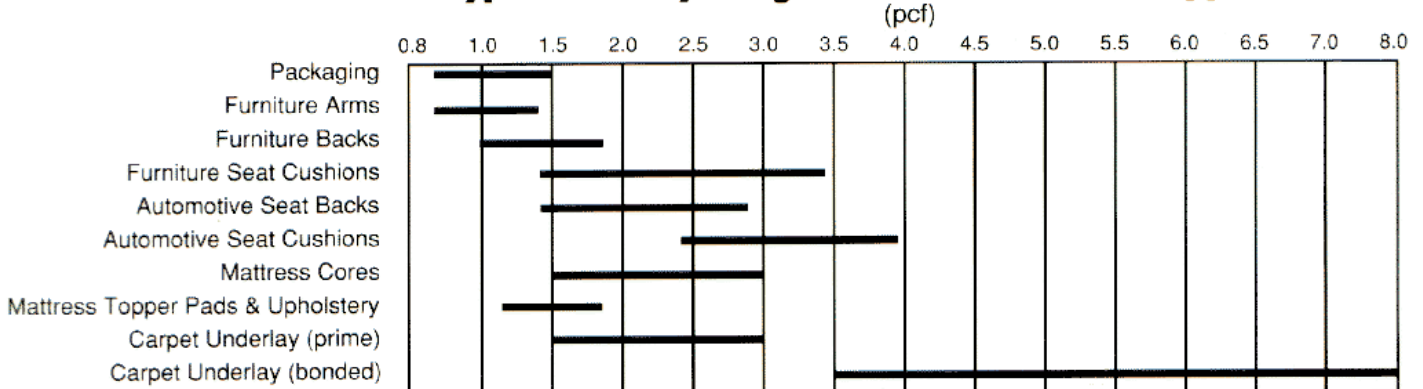 (pcf)
0.8 1.0 1.5 2.0 2.5 3.0 3.5 4.0 4.5 5.0 5.5 6.0 6.5 7.0 8.0
Packaging
Furniture Arms
Furniture Backs
Furniture Seat Cushions
Automotive Seat Backs
Automotive Seat Cushions
Mattress Cores
Mattress Topper Pads & Upholstery
Carpet Underlay (prime)
Carpet Underlay (bonded)